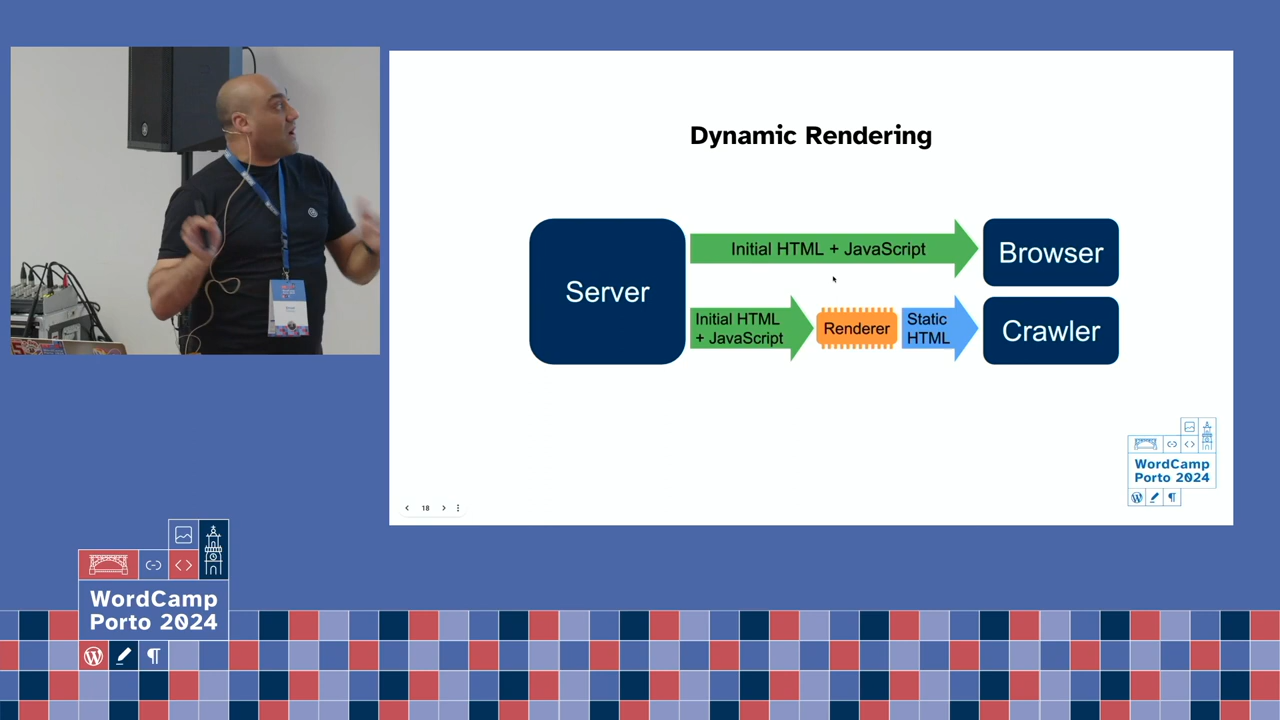 Dynamic Rendering
Server
Initial HTML + JavaScript
Browser
Initial HTML
+ JavaScript
Renderer
Static
HTML
Crawler
WordCamp
Porto 2024
18
WordCamp
Porto 2024